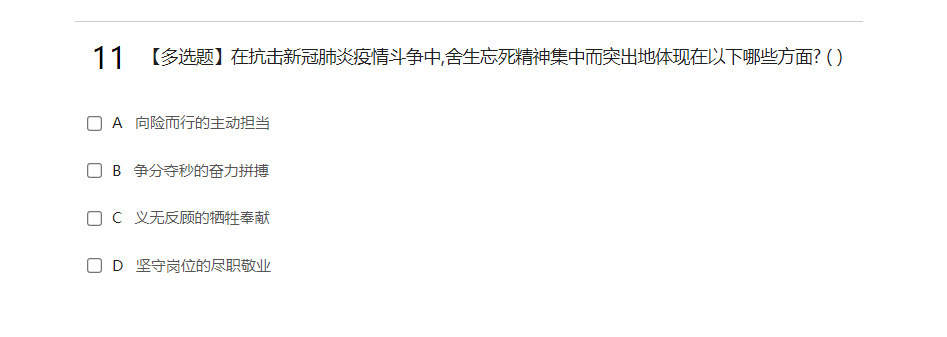 11 【多选题】在抗击新冠肺炎疫情斗争中,舍生忘死精神集中而突出地体现在以下哪些方面? ( )
A 向险而行的主动担当
B 争分夺秒的奋力拼搏
C 义无反顾的牺牲奉献
D 坚守岗位的尽职敬业